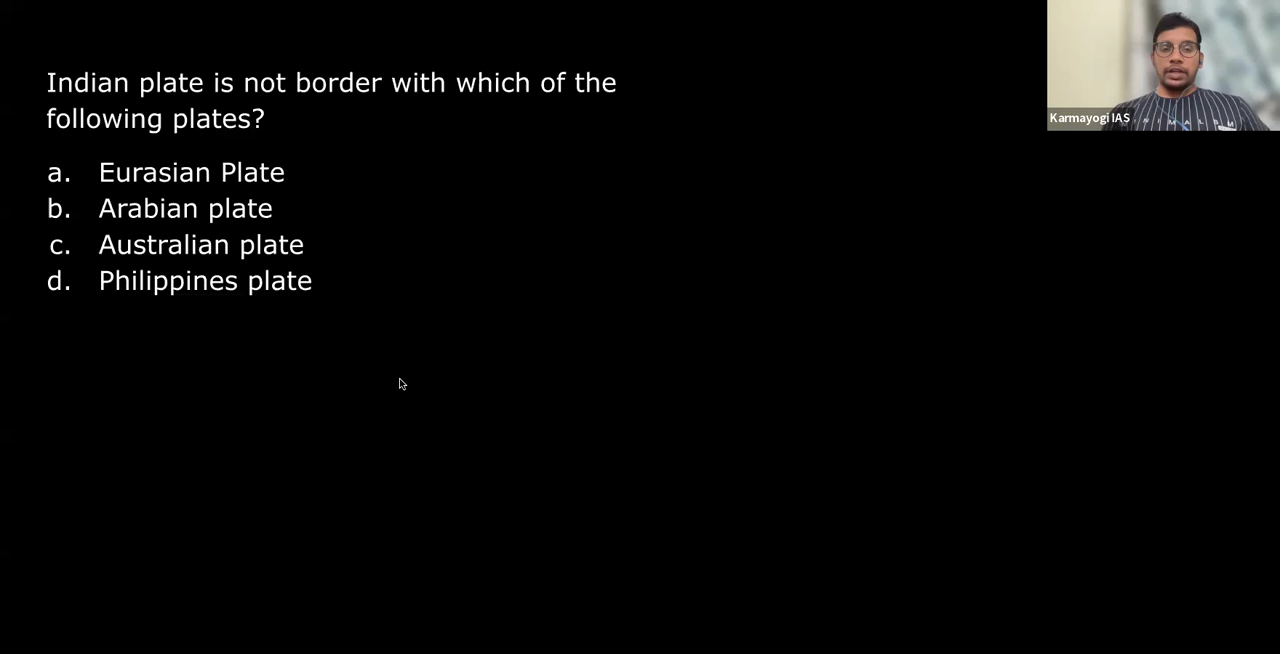 Indian plate is not border with which of the
following plates?
a. Eurasian Plate
b. Arabian plate
c. Australian plate
d. Philippines plate
Karmayogi IAS